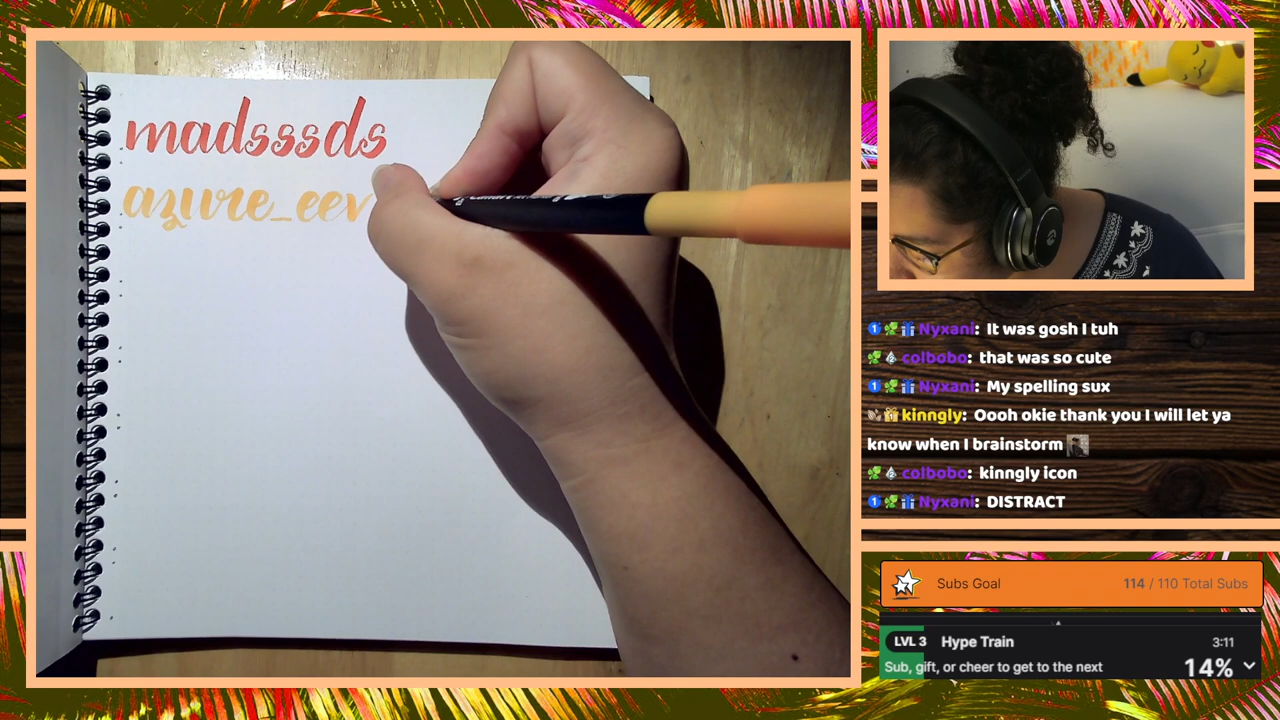 madsssds
azure_eev
Nyxani: It was gosh I tuh
colbobo: that was so cute
Nyxani: My spelling sux
kinngly: Oooh okie thank you I will let ya
know when I brainstorm
colbobo: kinngly icon
Nyxani: DISTRACT
Subs Goal 114 / 110 Total Subs
LVL 3 Hype Train 3:11
Sub, gift, or cheer to get to the next 14%